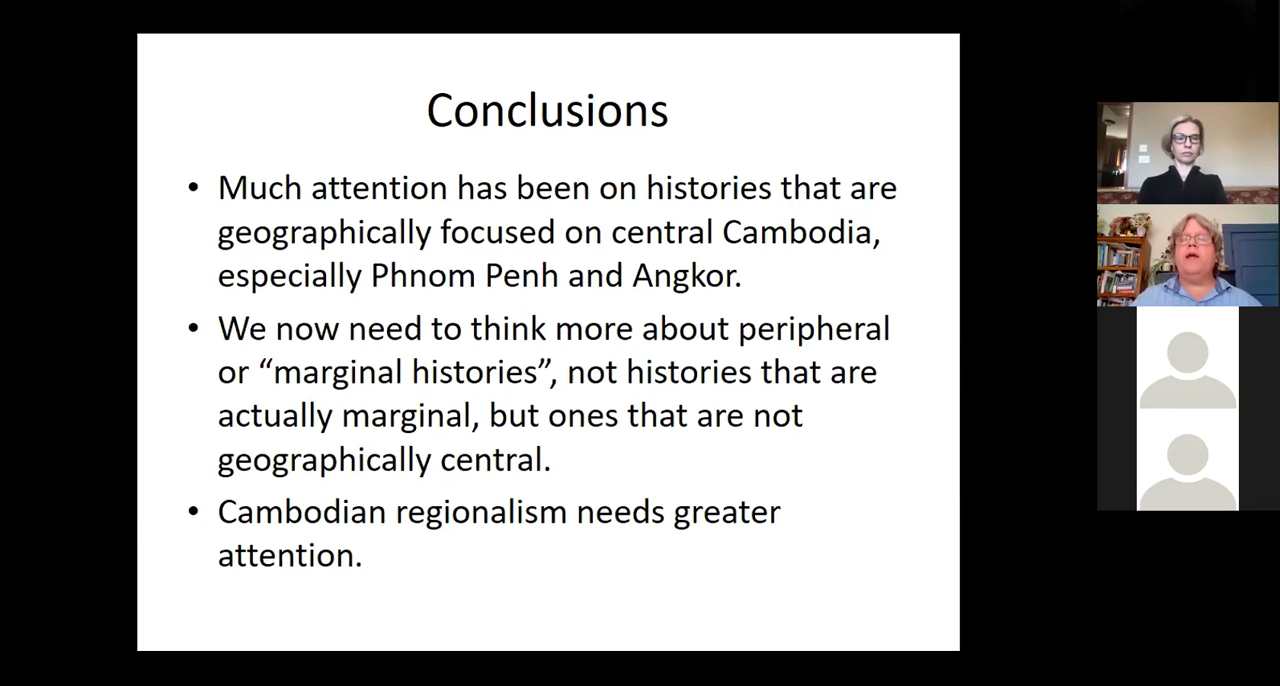 Conclusions
• Much attention has been on histories that are
geographically focused on central Cambodia,
especially Phnom Penh and Angkor.
• We now need to think more about peripheral
or “marginal histories”, not histories that are
actually marginal, but ones that are not
geographically central.
• Cambodian regionalism needs greater
attention.